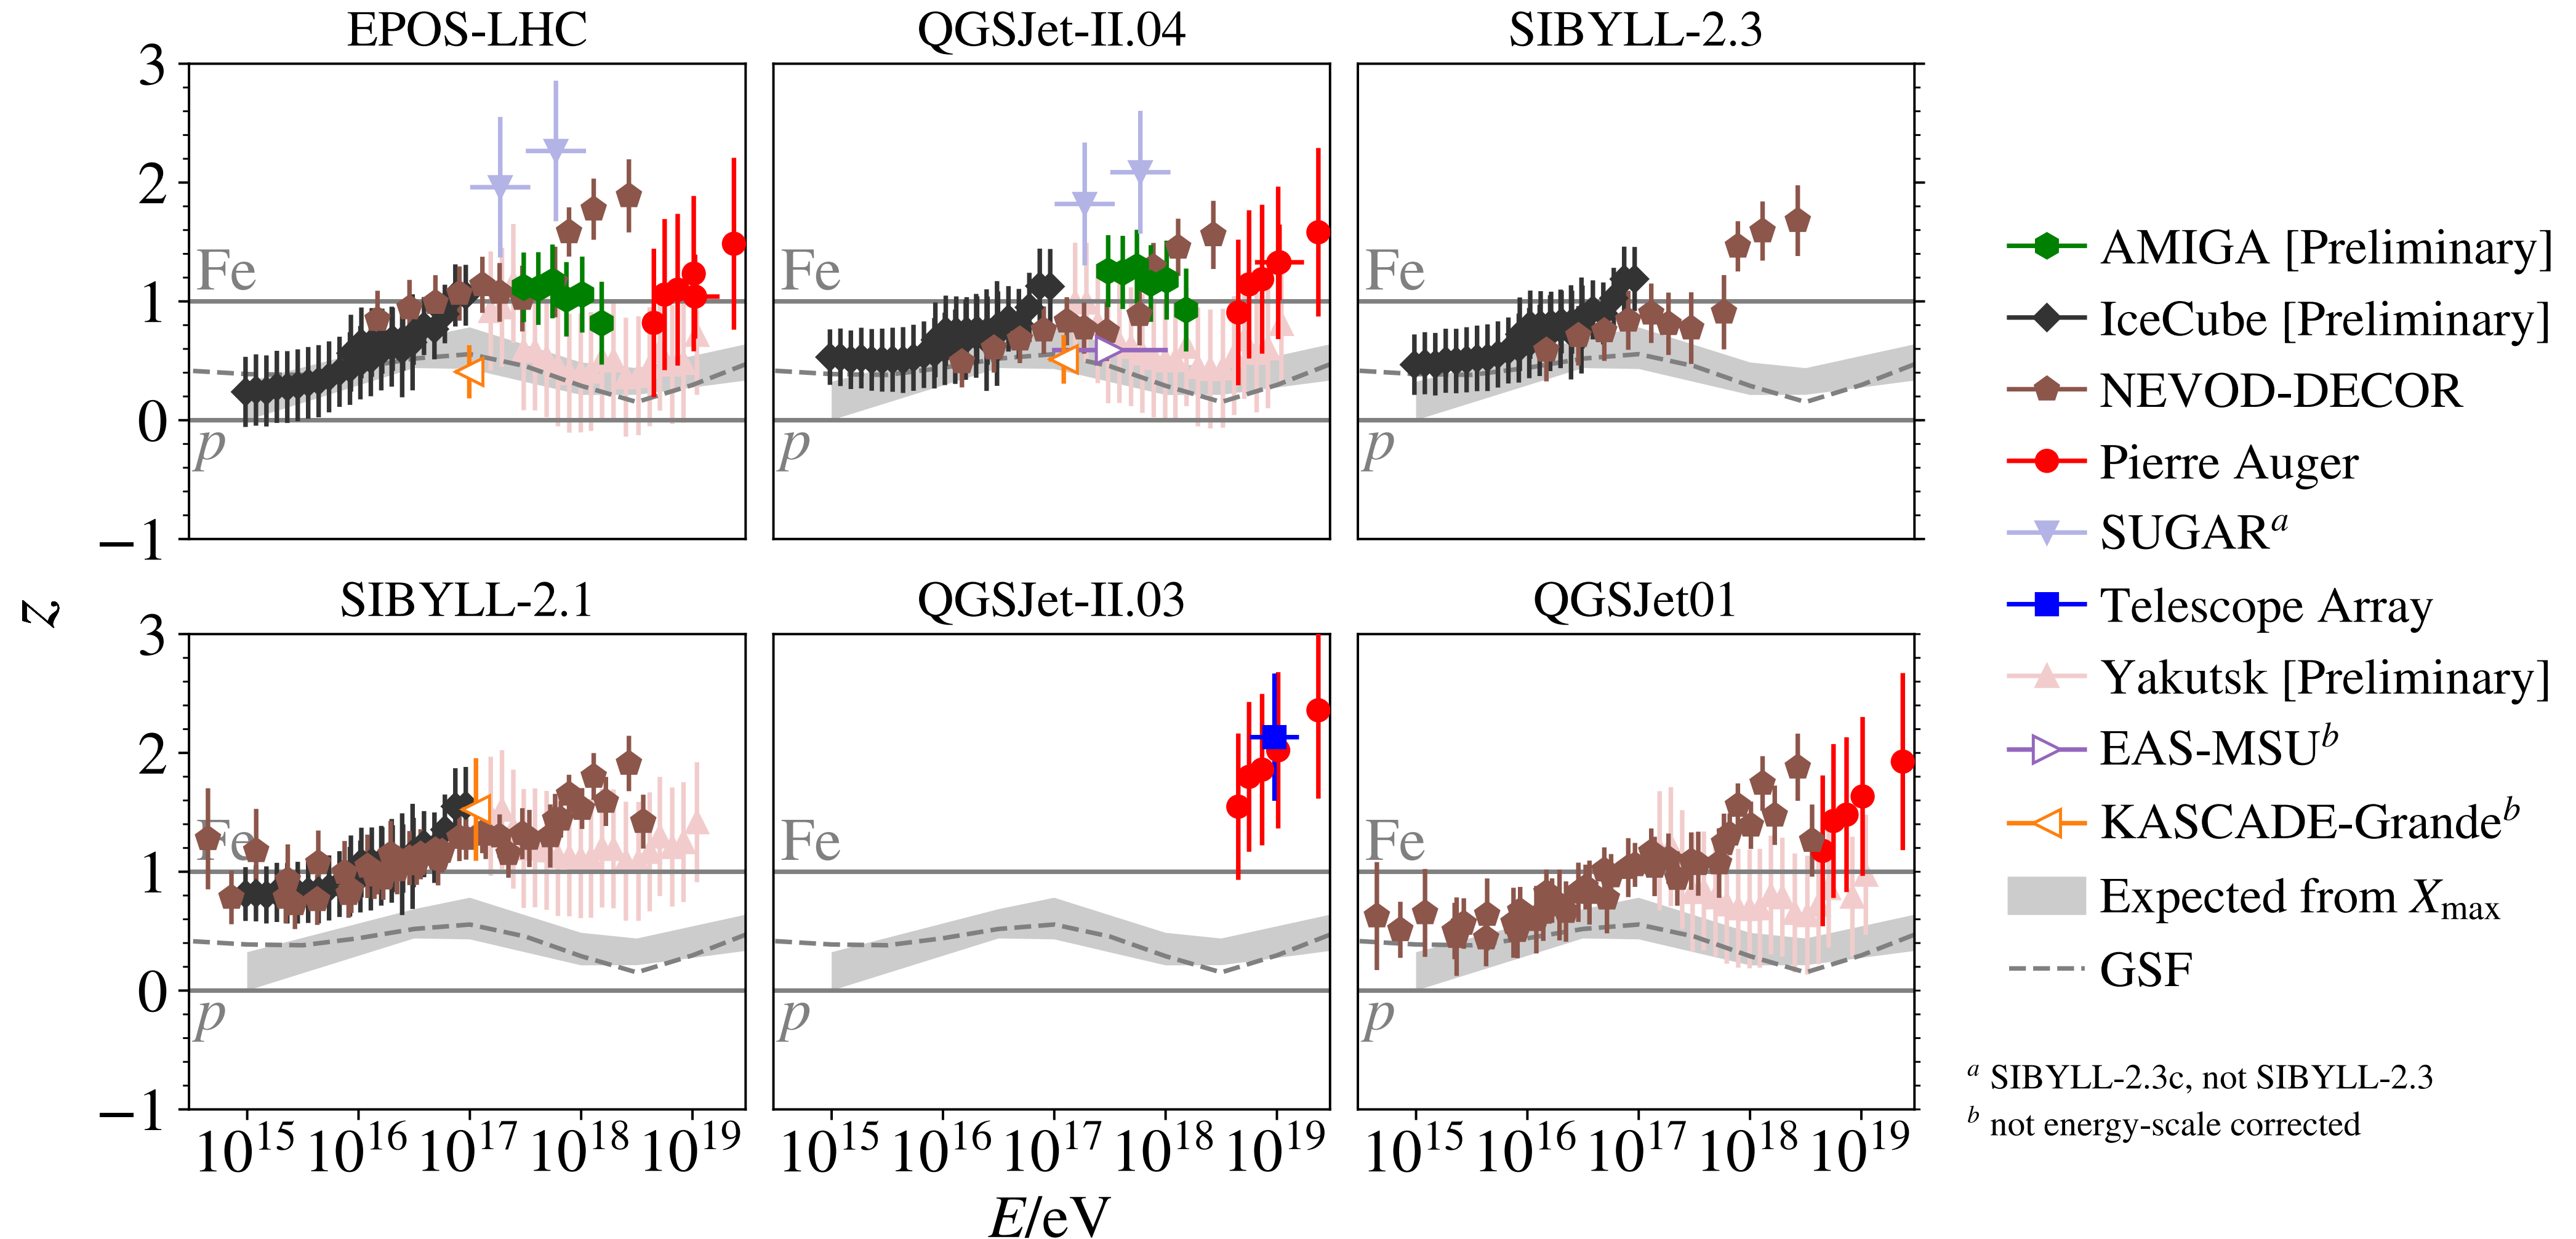 EPOS-LHC
QGSJet-II.04
SIBYLL-2.3
3
2
1
0
−1
Fe
p
Fe
p
Fe
p
z
SIBYLL-2.1
QGSJet-II.03
QGSJet01
3
2
1
0
−1
Fe
p
Fe
p
Fe
p
10^15 10^16 10^17 10^18 10^19
10^15 10^16 10^17 10^18 10^19
10^15 10^16 10^17 10^18 10^19
E/eV
AMIGA [Preliminary]
IceCube [Preliminary]
NEVOD-DECOR
Pierre Auger
SUGAR^a
Telescope Array
Yakutsk [Preliminary]
EAS-MSU^b
KASCADE-Grande^b
Expected from X_max
GSF
^a SIBYLL-2.3c, not SIBYLL-2.3
^b not energy-scale corrected